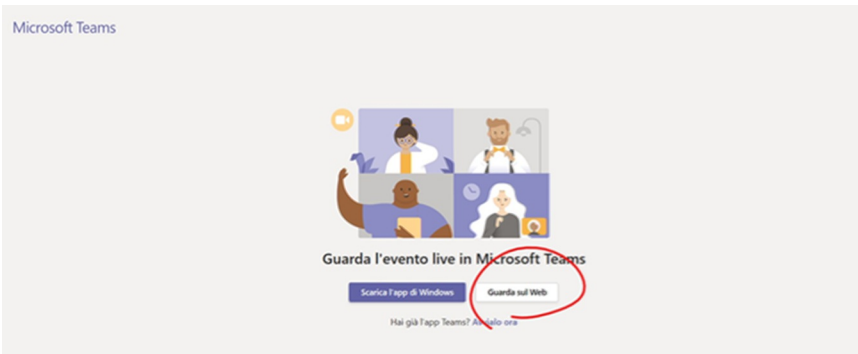 Microsoft Teams
Guarda l'evento live in Microsoft Teams
Scarica l'app di Windows
Guarda sul Web
Hai già l'app Teams? Avvialo ora